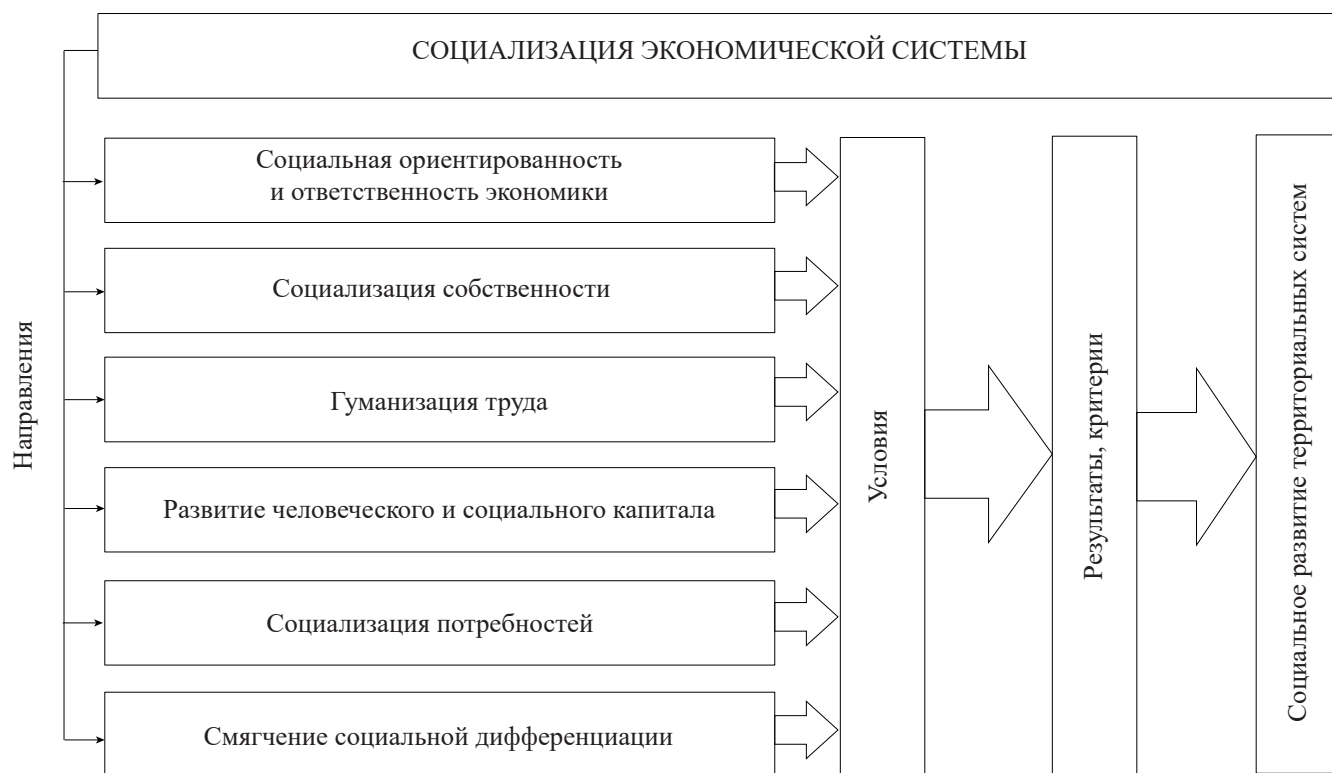 СОЦИАЛИЗАЦИЯ ЭКОНОМИЧЕСКОЙ СИСТЕМЫ
Направления
Социальная ориентированность
и ответственность экономики
Социализация собственности
Гуманизация труда
Развитие человеческого и социального капитала
Социализация потребностей
Смягчение социальной дифференциации
Условия
Результаты, критерии
Социальное развитие территориальных систем